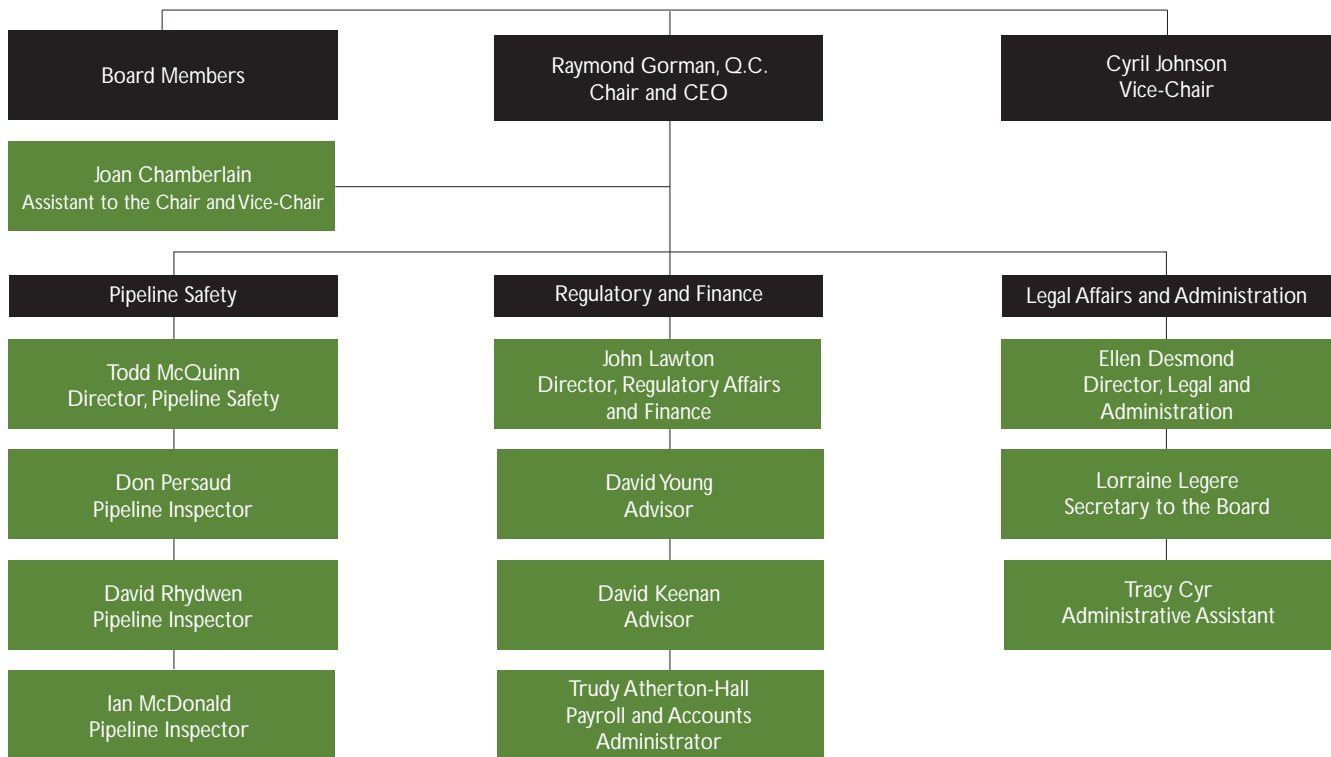 Board Members
Raymond Gorman, Q.C.
Chair and CEO
Cyril Johnson
Vice-Chair
Joan Chamberlain
Assistant to the Chair and Vice-Chair
Pipeline Safety
Regulatory and Finance
Legal Affairs and Administration
Todd McQuinn
Director, Pipeline Safety
John Lawton
Director, Regulatory Affairs
and Finance
Ellen Desmond
Director, Legal and
Administration
Don Persaud
Pipeline Inspector
David Young
Advisor
Lorraine Legere
Secretary to the Board
David Rhydwen
Pipeline Inspector
David Keenan
Advisor
Tracy Cyr
Administrative Assistant
Ian McDonald
Pipeline Inspector
Trudy Atherton-Hall
Payroll and Accounts
Administrator